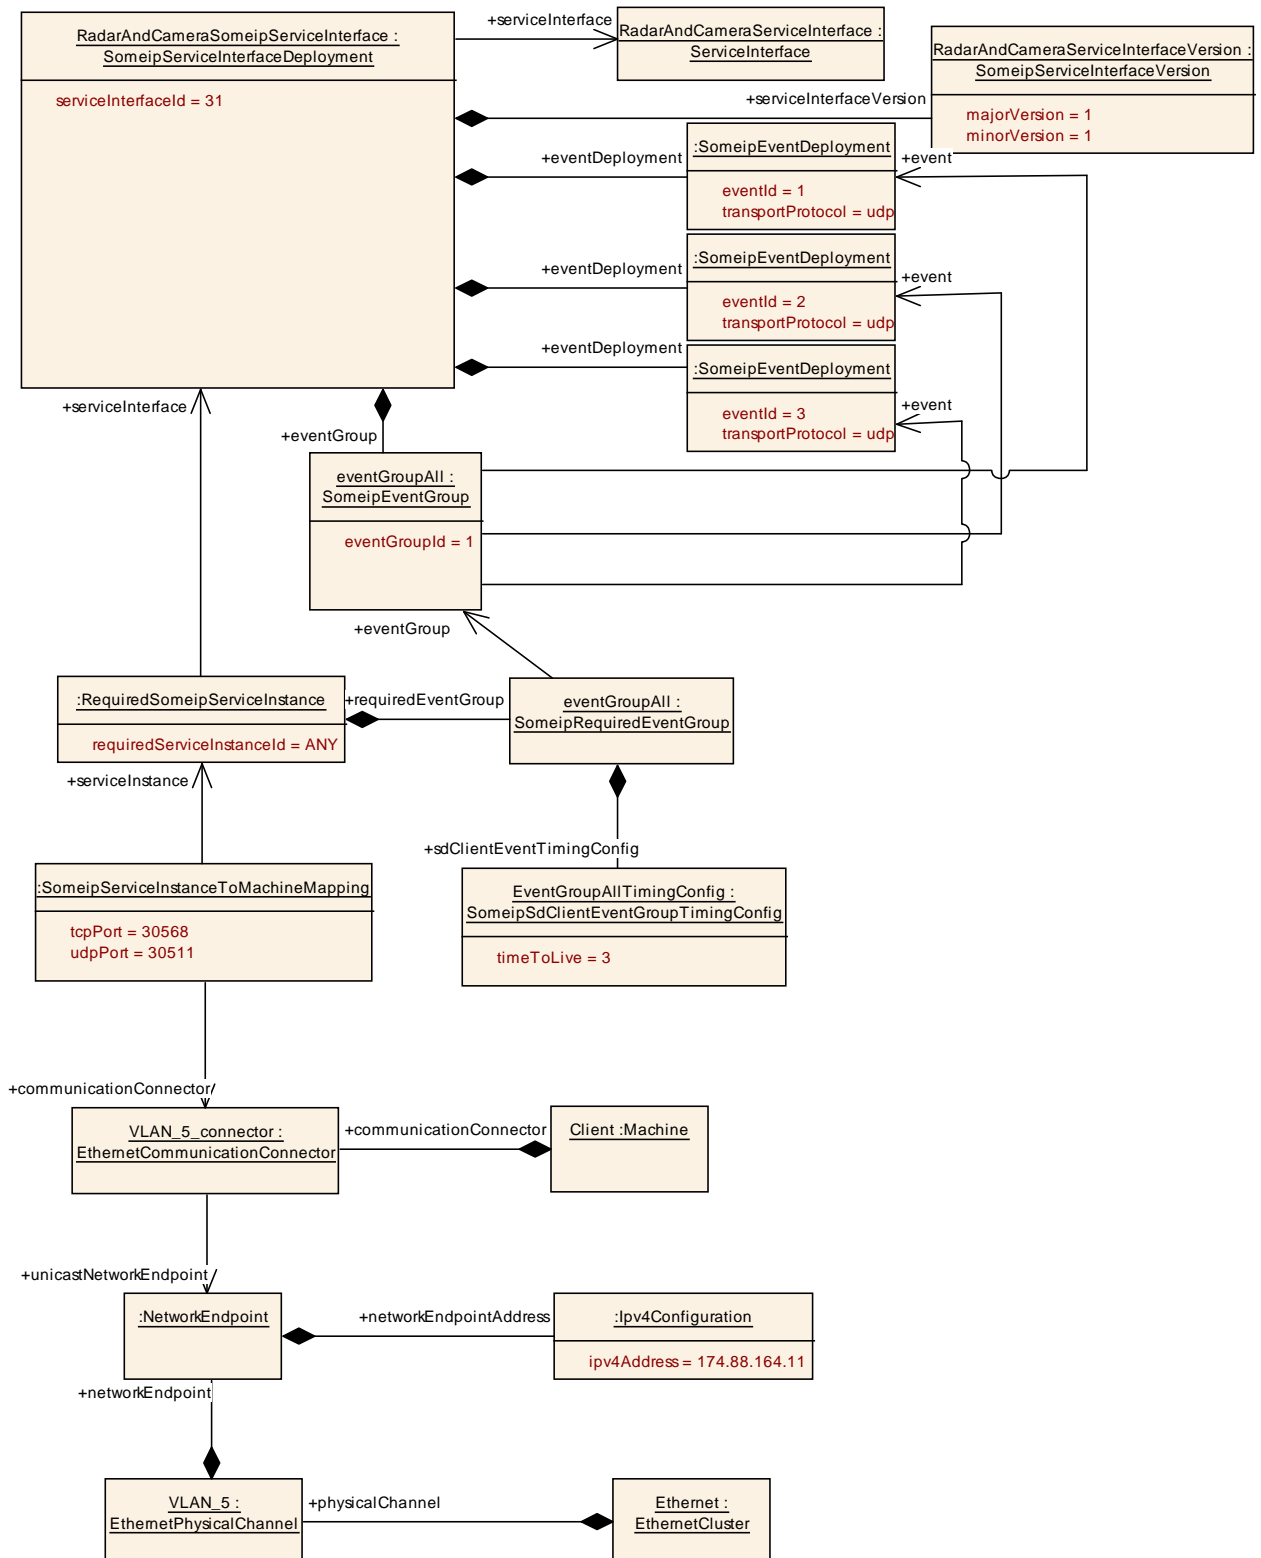 +serviceInterface
RadarAndCameraSomeipServiceInterface :
SomeipServiceInterfaceDeployment
serviceInterfaceId = 31
RadarAndCameraServiceInterface :
ServiceInterface
RadarAndCameraServiceInterfaceVersion :
SomeipServiceInterfaceVersion
majorVersion = 1
minorVersion = 1
+serviceInterfaceVersion
+eventDeployment
:SomeipEventDeployment
eventId = 1
transportProtocol = udp
+event
+eventDeployment
:SomeipEventDeployment
eventId = 2
transportProtocol = udp
+event
+eventDeployment
:SomeipEventDeployment
eventId = 3
transportProtocol = udp
+event
+serviceInterface
+eventGroup
eventGroupAll :
SomeipEventGroup
eventGroupId = 1
+eventGroup
:RequiredSomeipServiceInstance
requiredServiceInstanceId = ANY
+requiredEventGroup
eventGroupAll :
SomeipRequiredEventGroup
+serviceInstance
+sdClientEventTimingConfig
:SomeipServiceInstanceToMachineMapping
tcpPort = 30568
udpPort = 30511
EventGroupAllTimingConfig :
SomeipSdClientEventGroupTimingConfig
timeToLive = 3
+communicationConnector
VLAN_5_connector :
EthernetCommunicationConnector
+communicationConnector
Client :Machine
+unicastNetworkEndpoint
:NetworkEndpoint
+networkEndpointAddress
:Ipv4Configuration
ipv4Address = 174.88.164.11
+networkEndpoint
VLAN_5 :
EthernetPhysicalChannel
+physicalChannel
Ethernet :
EthernetCluster